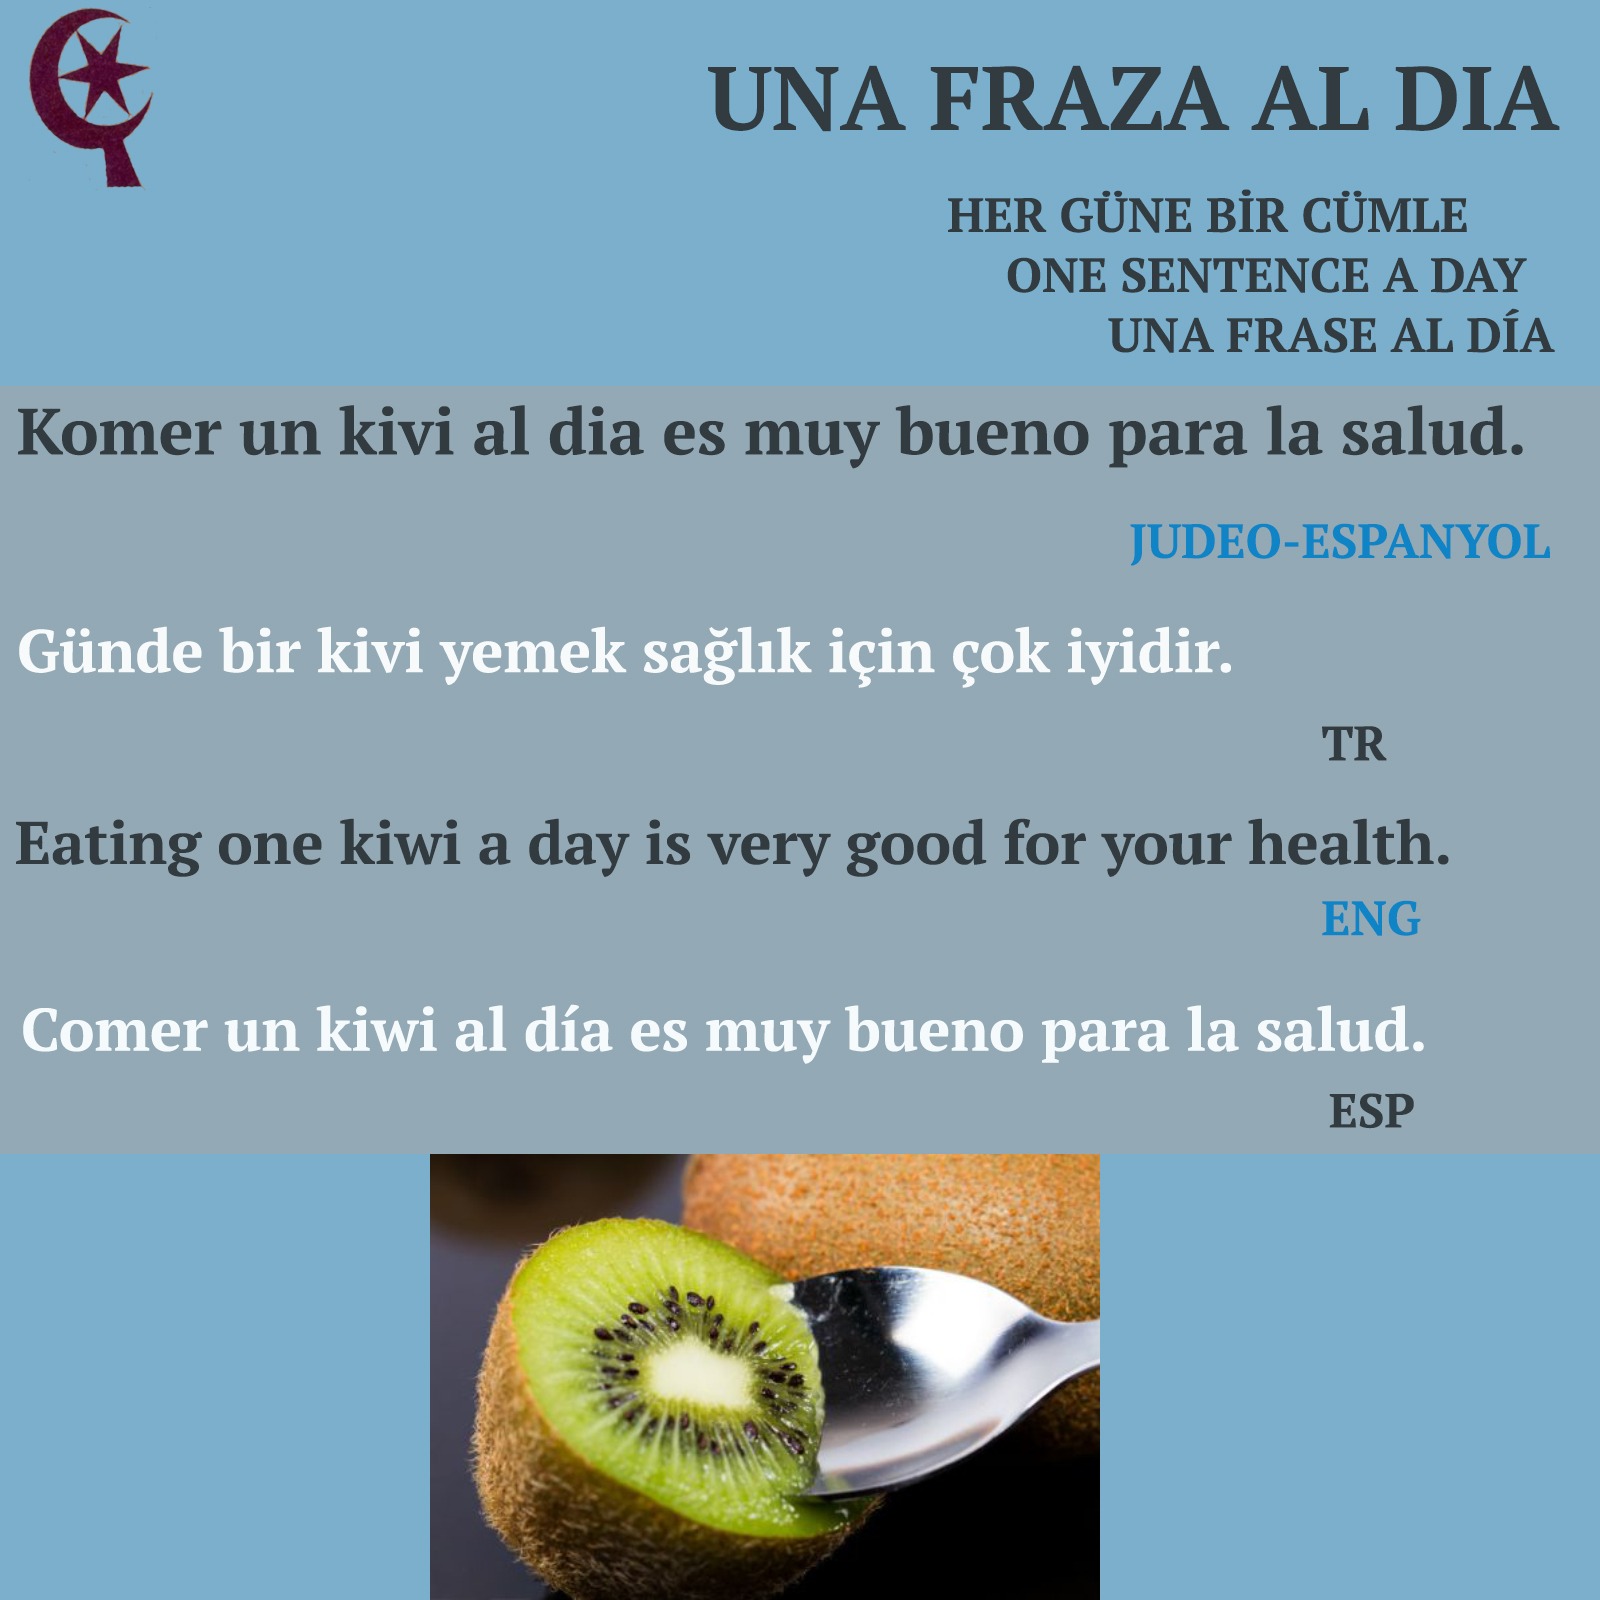 UNA FRAZA AL DIA
HER GÜNE BİR CÜMLE
ONE SENTENCE A DAY
UNA FRASE AL DÍA
Komer un kivi al dia es muy bueno para la salud.
JUDEO-ESPANYOL
Günde bir kivi yemek sağlık için çok iyidir.
TR
Eating one kiwi a day is very good for your health.
ENG
Comer un kiwi al día es muy bueno para la salud.
ESP